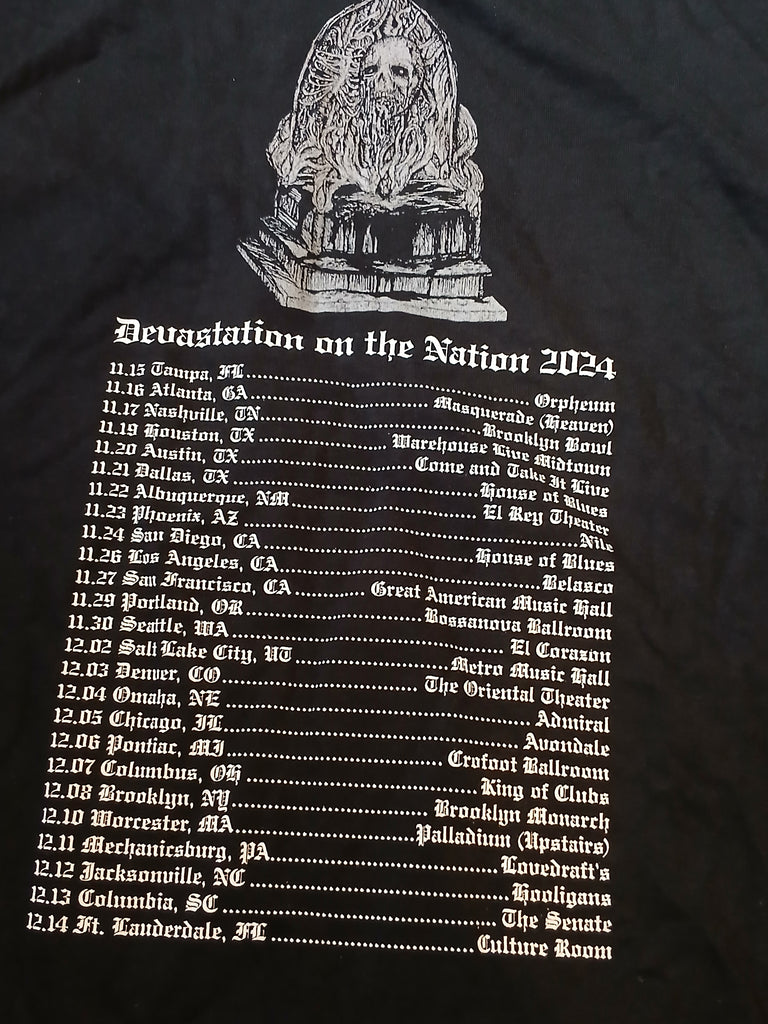 Devastation on the Nation 2024
11.15 Tampa, FL........................Orpheum
11.16 Atlanta, GA........................Masquerade (Heaven)
11.17 Nashville, TN........................Brooklyn Bowl
11.19 Houston, TX........................Warehouse Live Midtown
11.20 Austin, TX........................Come and Take It Live
11.21 Dallas, TX........................House of Blues
11.22 Albuquerque, NM........................El Rey Theater
11.23 Phoenix, AZ........................Nile
11.24 San Diego, CA........................House of Blues
11.26 Los Angeles, CA........................Belasco
11.27 San Francisco, CA............Great American Music Hall
11.29 Portland, OR........................Bossanova Ballroom
11.30 Seattle, WA........................El Corazon
12.02 Salt Lake City, UT........................Metro Music Hall
12.03 Denver, CO........................The Oriental Theater
12.04 Omaha, NE........................Admiral
12.05 Chicago, IL........................Avondale
12.06 Pontiac, MI........................Crofoot Ballroom
12.07 Columbus, OH........................King of Clubs
12.08 Brooklyn, NY........................Brooklyn Monarch
12.10 Worcester, MA........................Palladium (Upstairs)
12.11 Mechanicsburg, PA........................Lovedraft's
12.12 Jacksonville, NC........................Hooligans
12.13 Columbia, SC........................The Senate
12.14 Ft. Lauderdale, FL........................Culture Room